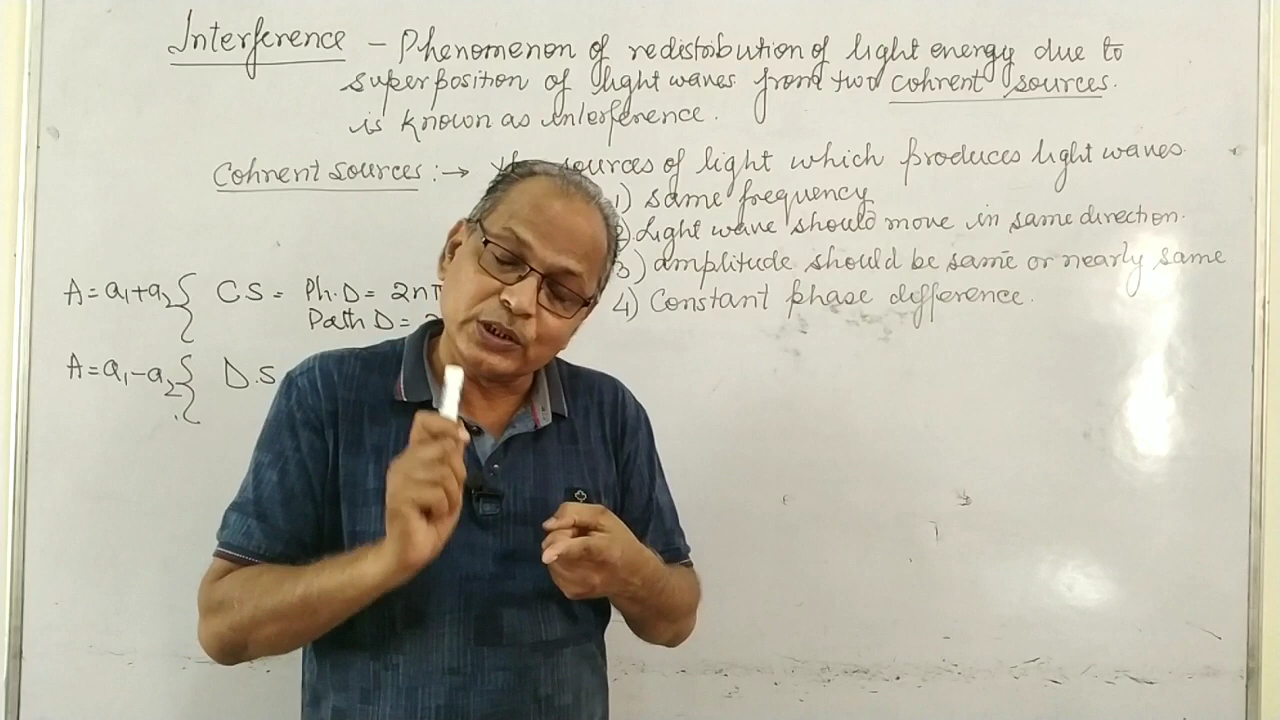 Interference - Phenomenon of redistribution of light energy due to
superposition of light waves from two cohrent sources.
is known as interference.
Cohrent sources :→ sources of light which produces light waves.
1) same frequency
2) Light wave should move in same direction.
3) amplitude should be same or nearly same
4) Constant phase difference.
A = a₁+a₂ { C S = Ph.D = 2nπ
Path D =
A = a₁-a₂ { D.S